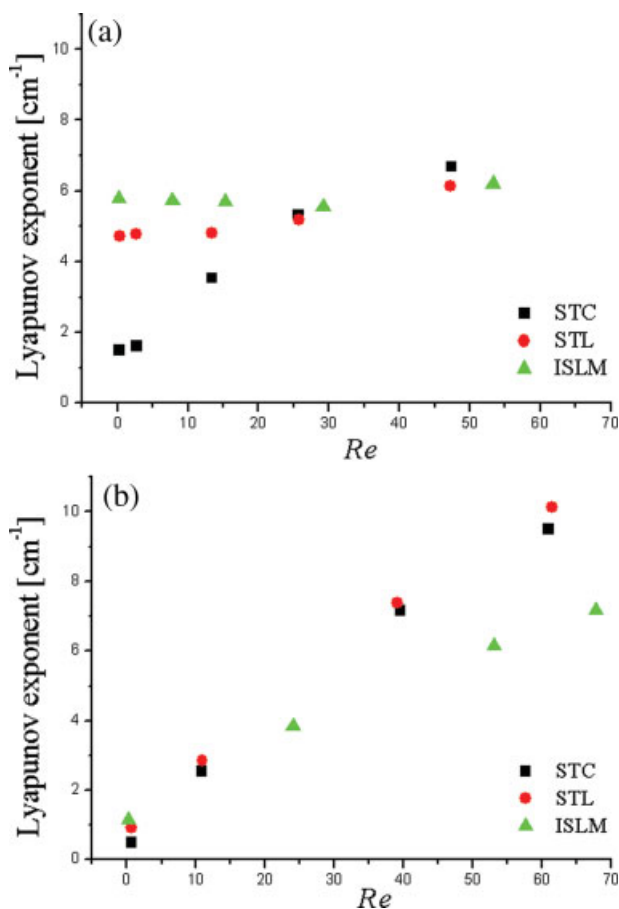 (a)
Lyapunov exponent [cm⁻¹]
10
8
6
4
2
0
STC
STL
ISLM
0 10 20 30 40 50 60 70
Re
(b)
Lyapunov exponent [cm⁻¹]
10
8
6
4
2
0
STC
STL
ISLM
0 10 20 30 40 50 60 70
Re